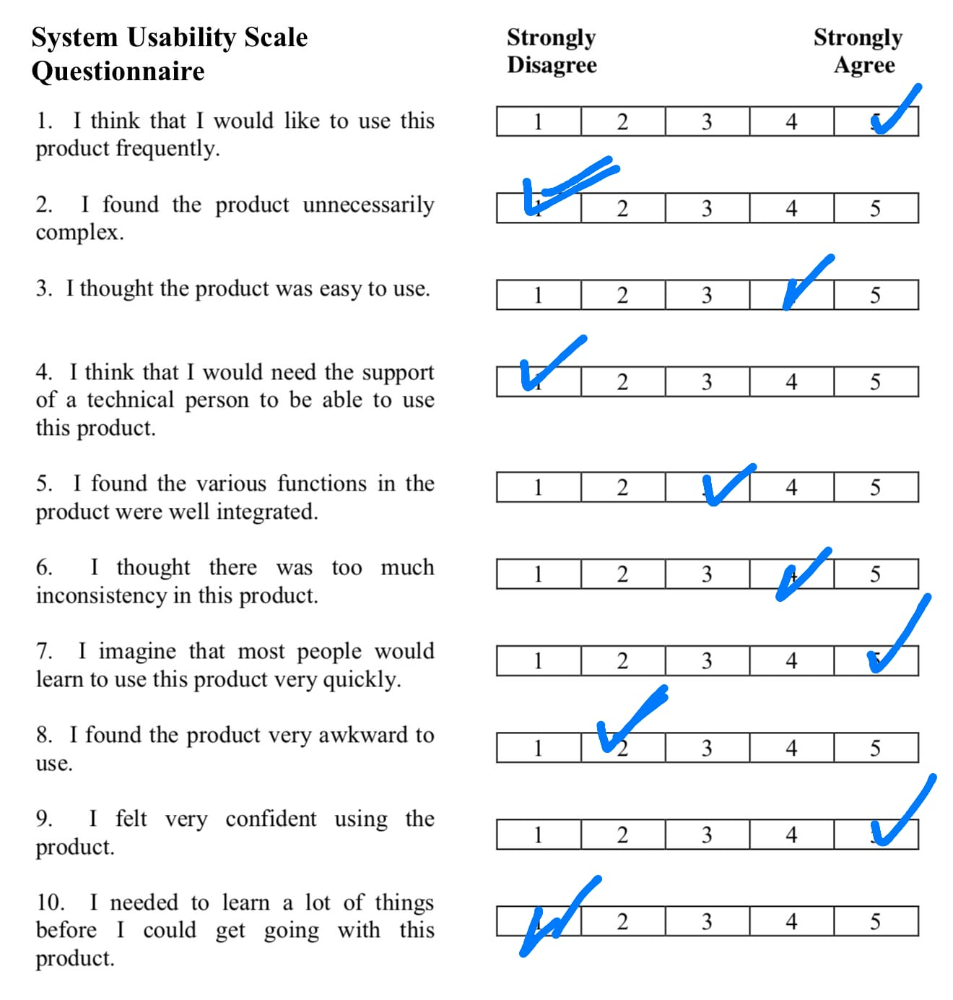 System Usability Scale
Questionnaire
Strongly
Disagree
Strongly
Agree
1. I think that I would like to use this
product frequently.
1 2 3 4
2. I found the product unnecessarily
complex.
2 3 4 5
3. I thought the product was easy to use.
1 2 3 5
4. I think that I would need the support
of a technical person to be able to use
this product.
2 3 4 5
5. I found the various functions in the
product were well integrated.
1 2 4 5
6. I thought there was too much
inconsistency in this product.
1 2 3 4 5
7. I imagine that most people would
learn to use this product very quickly.
1 2 3 4
8. I found the product very awkward to
use.
1 2 3 4 5
9. I felt very confident using the
product.
1 2 3 4
10. I needed to learn a lot of things
before I could get going with this
product.
2 3 4 5